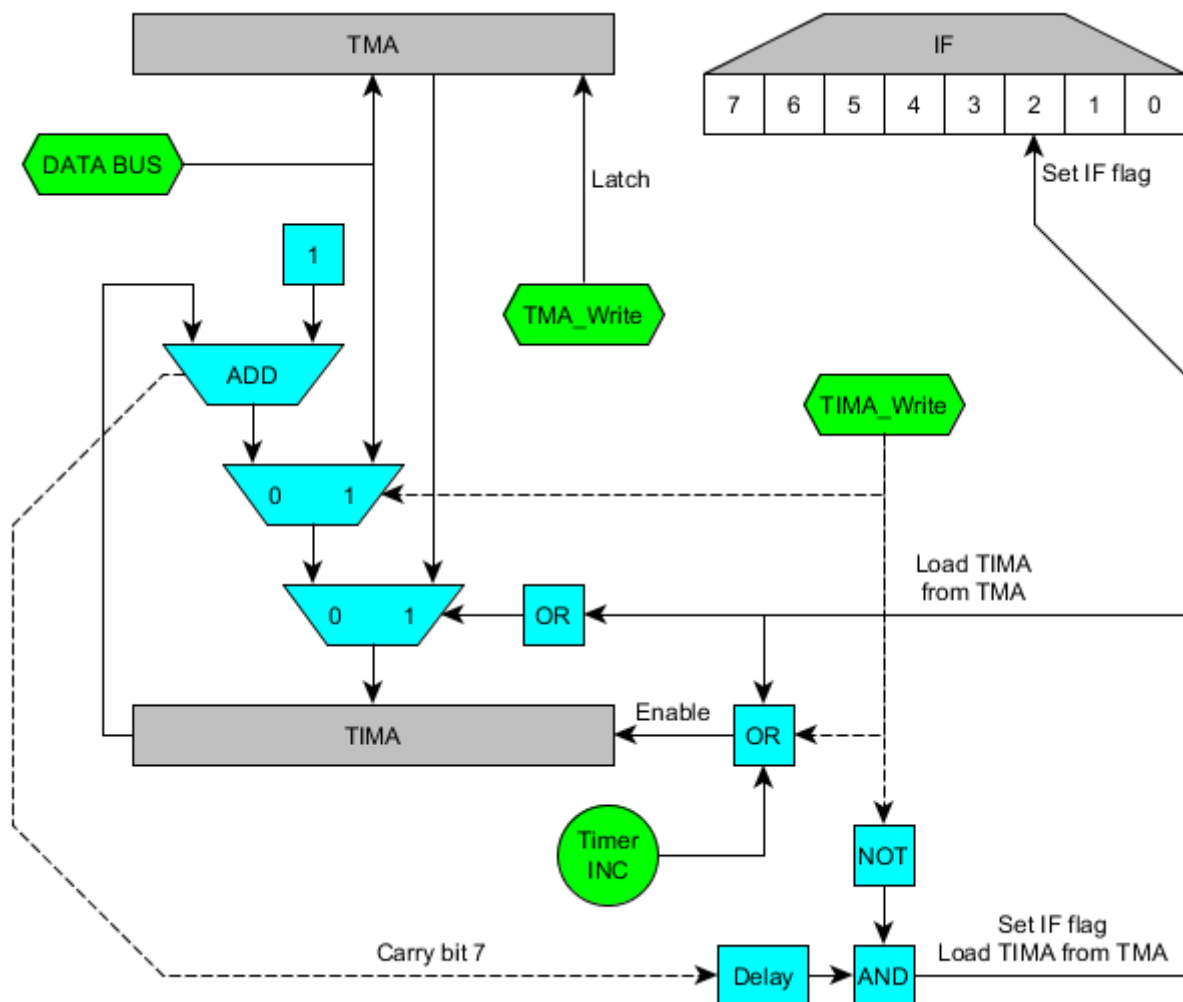 TMA
IF
7 6 5 4 3 2 1 0
DATA BUS
Latch
Set IF flag
1
TMA_Write
ADD
TIMA_Write
0 1
Load TIMA
from TMA
0 1
OR
Enable
TIMA
OR
Timer
INC
NOT
Carry bit 7
Set IF flag
Load TIMA from TMA
Delay
AND